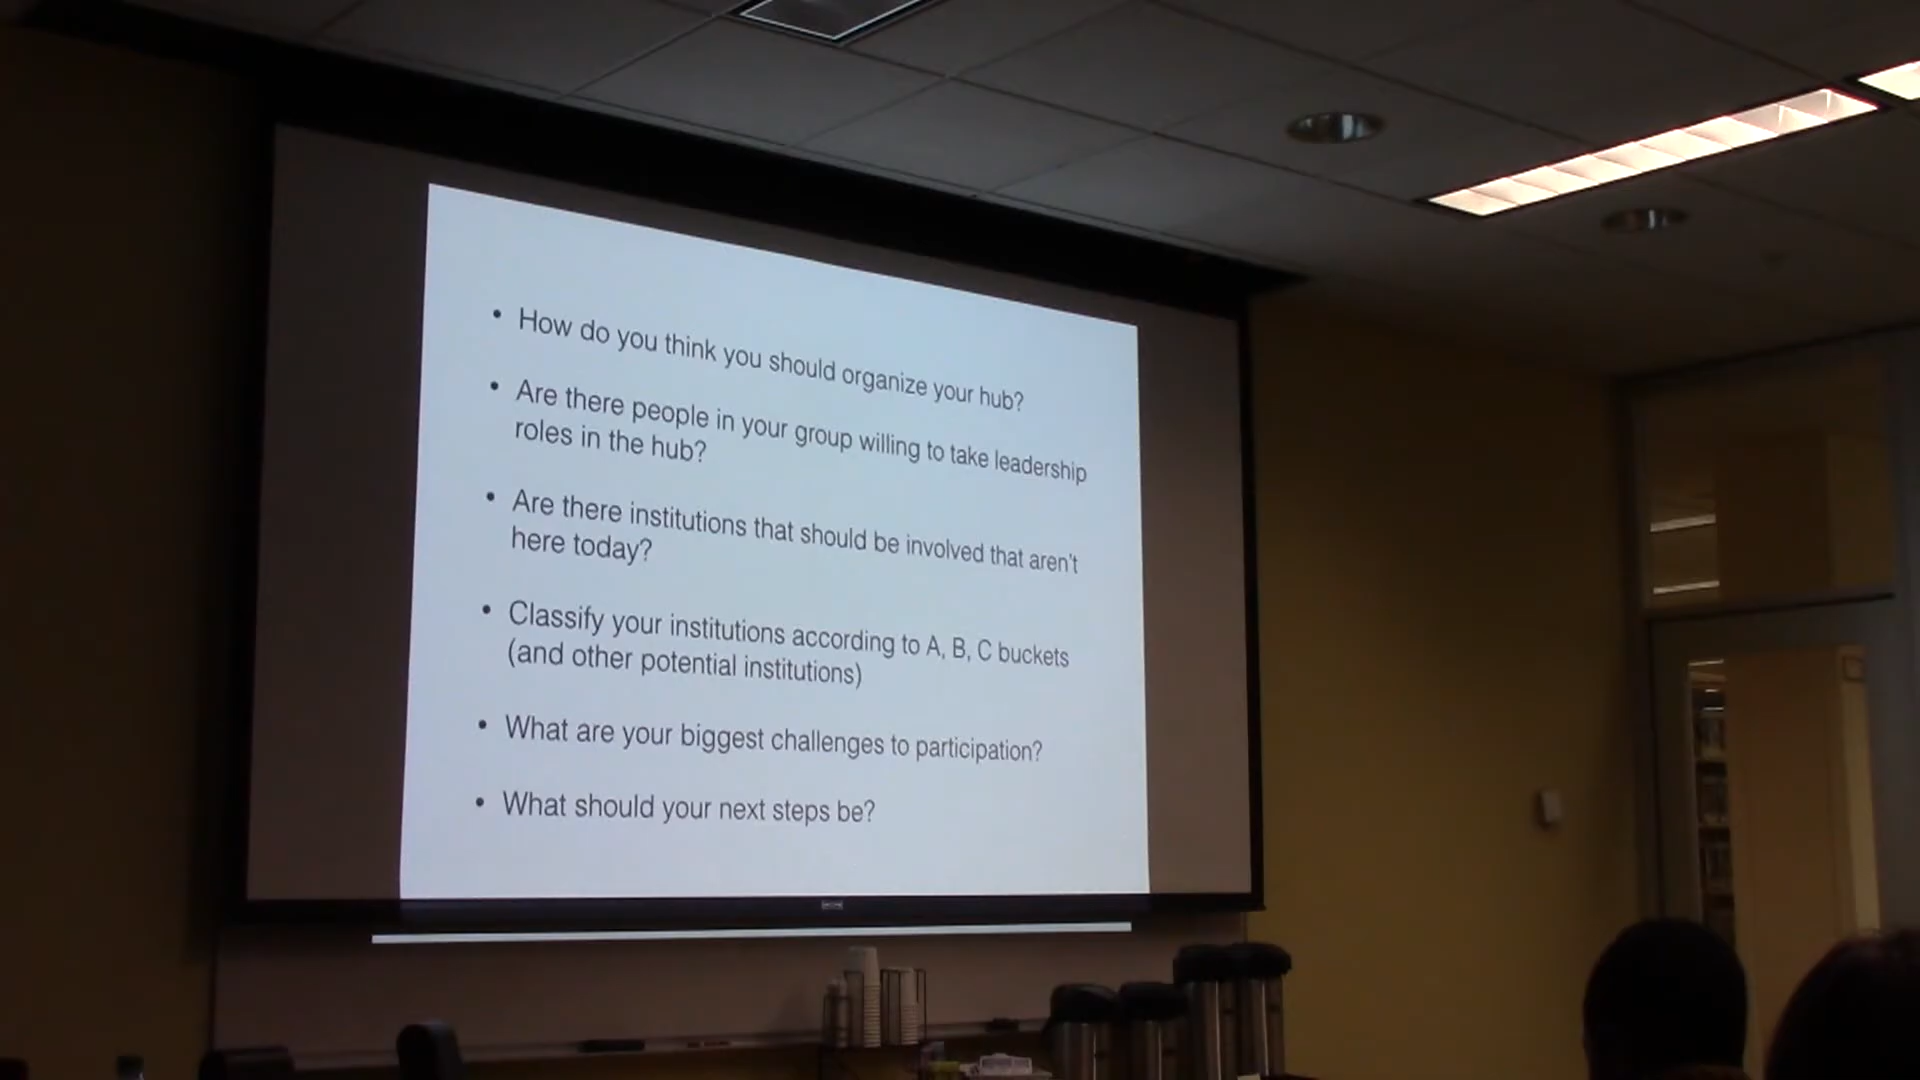 • How do you think you should organize your hub?
• Are there people in your group willing to take leadership
roles in the hub?
• Are there institutions that should be involved that aren't
here today?
• Classify your institutions according to A, B, C buckets
(and other potential institutions)
• What are your biggest challenges to participation?
• What should your next steps be?